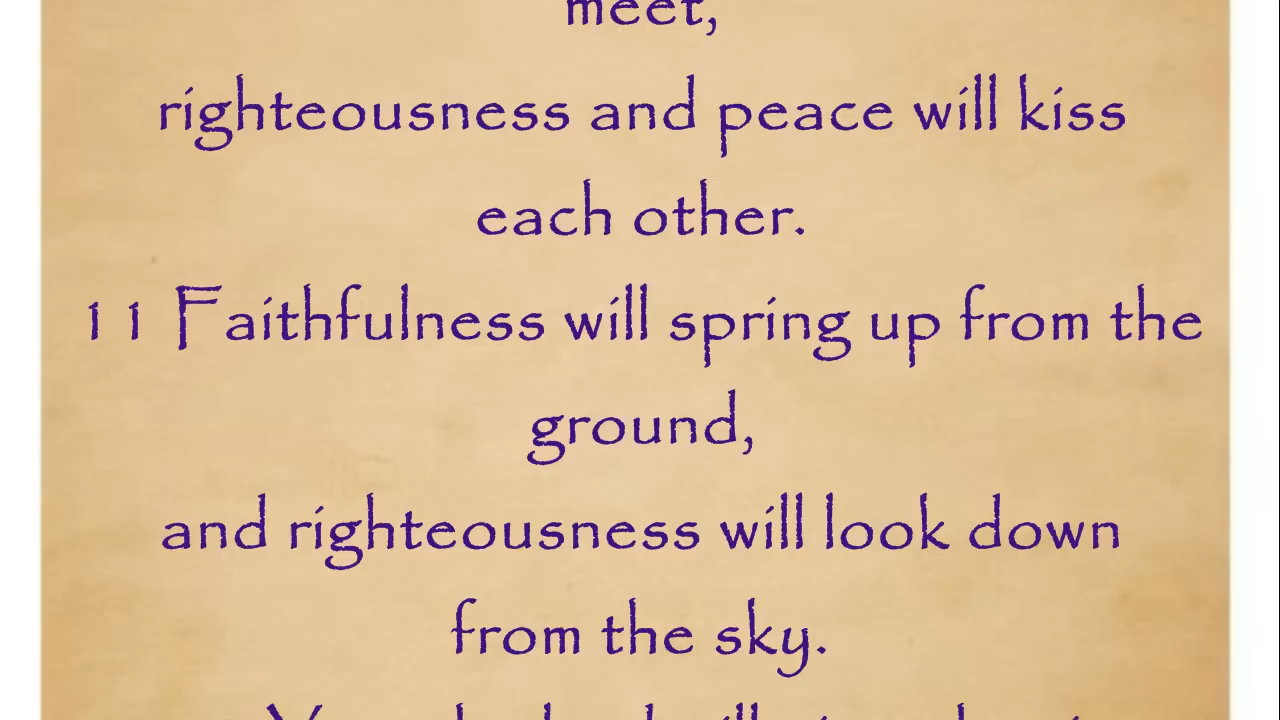 meet,
righteousness and peace will kiss
each other.
11 Faithfulness will spring up from the
ground,
and righteousness will look down
from the sky.